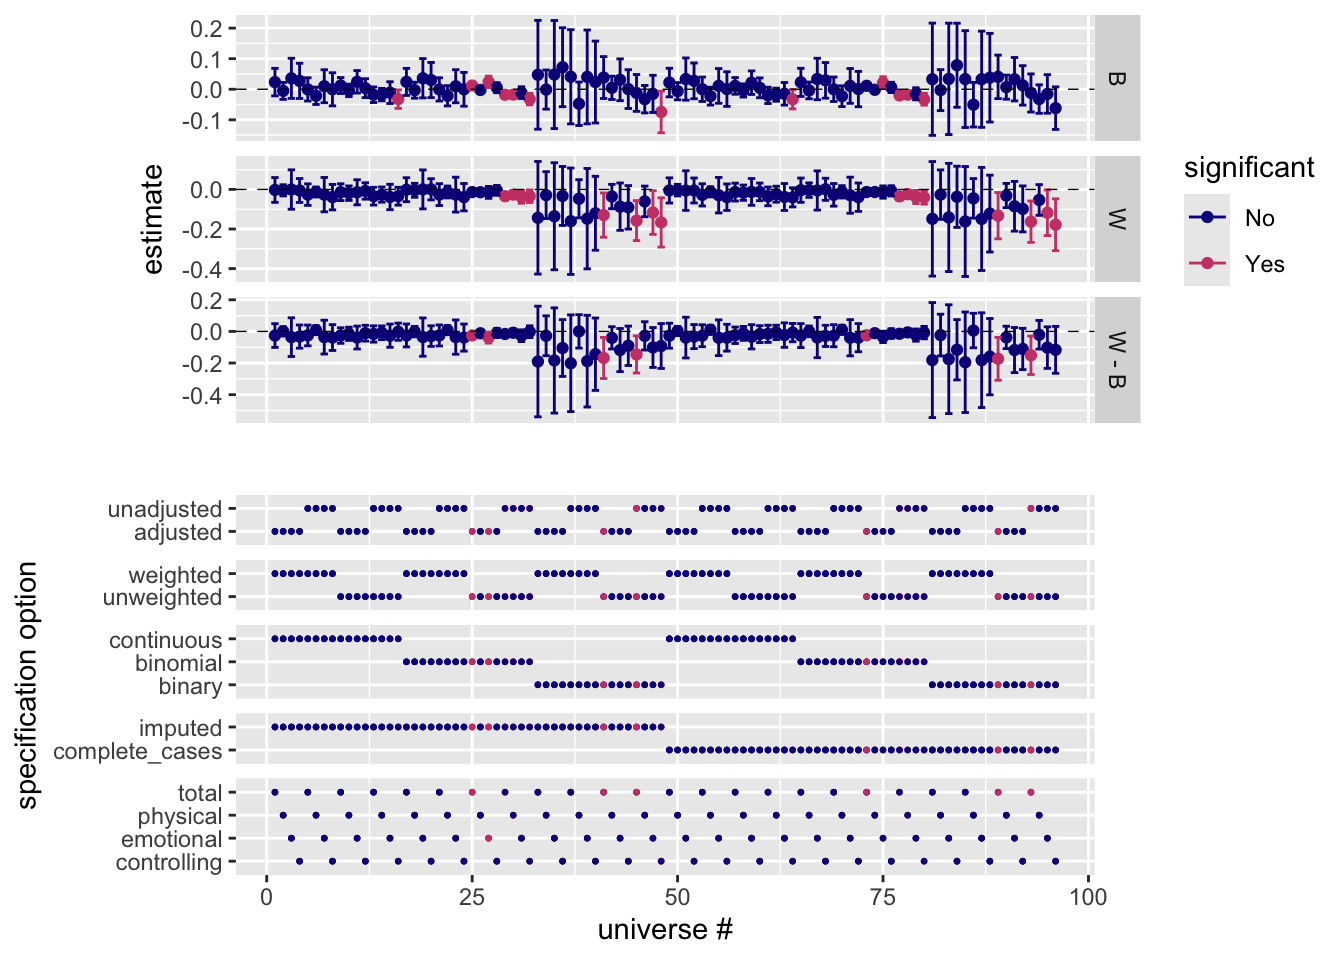 0.2
0.1
0.0
-0.1
B
0.0
-0.2
-0.4
W
0.2
0.0
-0.2
-0.4
W - B
estimate
significant
No
Yes
unadjusted
adjusted
weighted
unweighted
continuous
binomial
binary
imputed
complete_cases
total
physical
emotional
controlling
specification option
0 25 50 75 100
universe #